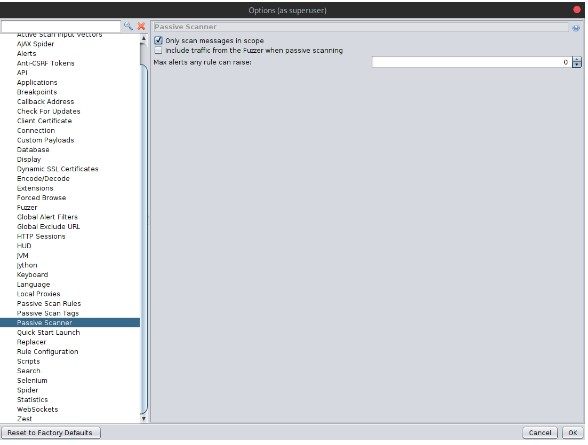 Options (as superuser)
Active Scan Input Vectors
AJAX Spider
Alerts
Anti-CSRF Tokens
API
Applications
Breakpoints
Callback Address
Check For Updates
Client Certificate
Connection
Custom Payloads
Database
Display
Dynamic SSL Certificates
Encode/Decode
Extensions
Forced Browse
Fuzzer
Global Alert Filters
Global Exclude URL
HTTP Sessions
HUD
JVM
Jython
Keyboard
Language
Local Proxies
Passive Scan Rules
Passive Scan Tags
Passive Scanner
Quick Start Launch
Replacer
Rule Configuration
Scripts
Search
Selenium
Spider
Statistics
WebSockets
Zest
Passive Scanner
Only scan messages in scope
Include traffic from the Fuzzer when passive scanning
Max alerts any rule can raise: 0
Reset to Factory Defaults
Cancel OK